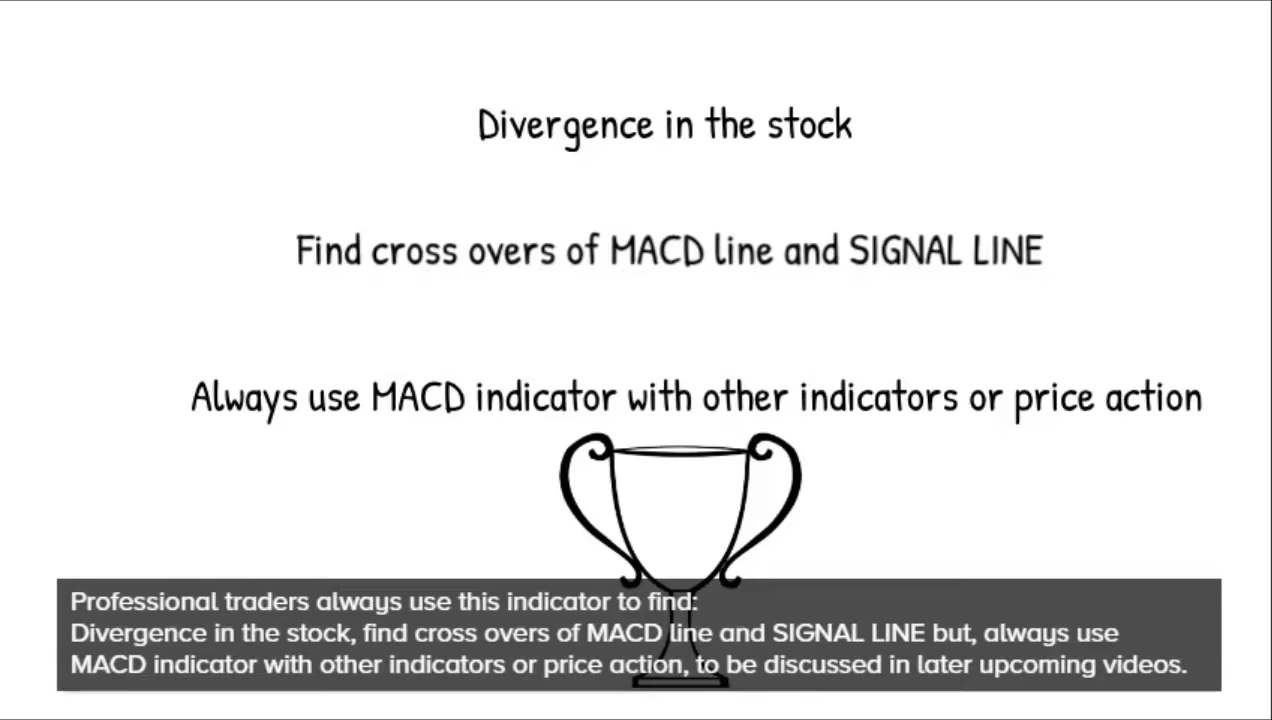 Divergence in the stock
Find cross overs of MACD line and SIGNAL LINE
Always use MACD indicator with other indicators or price action
Professional traders always use this indicator to find:
Divergence in the stock, find cross overs of MACD line and SIGNAL LINE but, always use
MACD indicator with other indicators or price action, to be discussed in later upcoming videos.